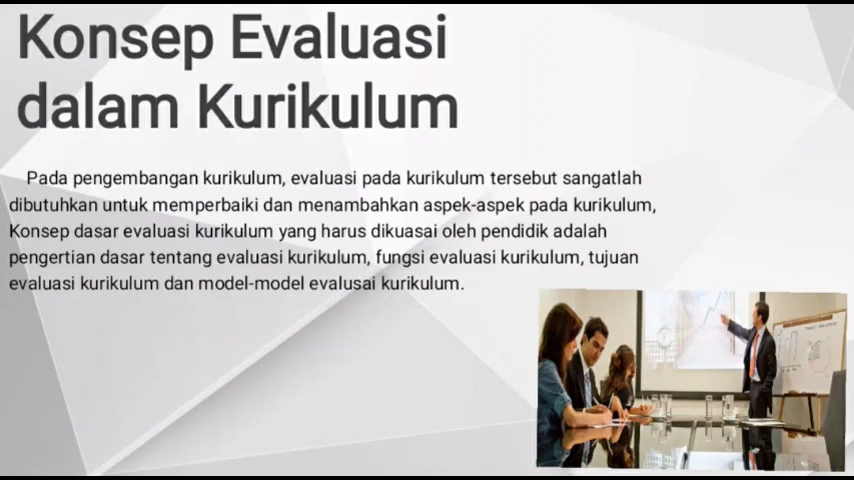 Konsep Evaluasi
dalam Kurikulum
Pada pengembangan kurikulum, evaluasi pada kurikulum tersebut sangatlah
dibutuhkan untuk memperbaiki dan menambahkan aspek-aspek pada kurikulum,
Konsep dasar evaluasi kurikulum yang harus dikuasai oleh pendidik adalah
pengertian dasar tentang evaluasi kurikulum, fungsi evaluasi kurikulum, tujuan
evaluasi kurikulum dan model-model evalusai kurikulum.